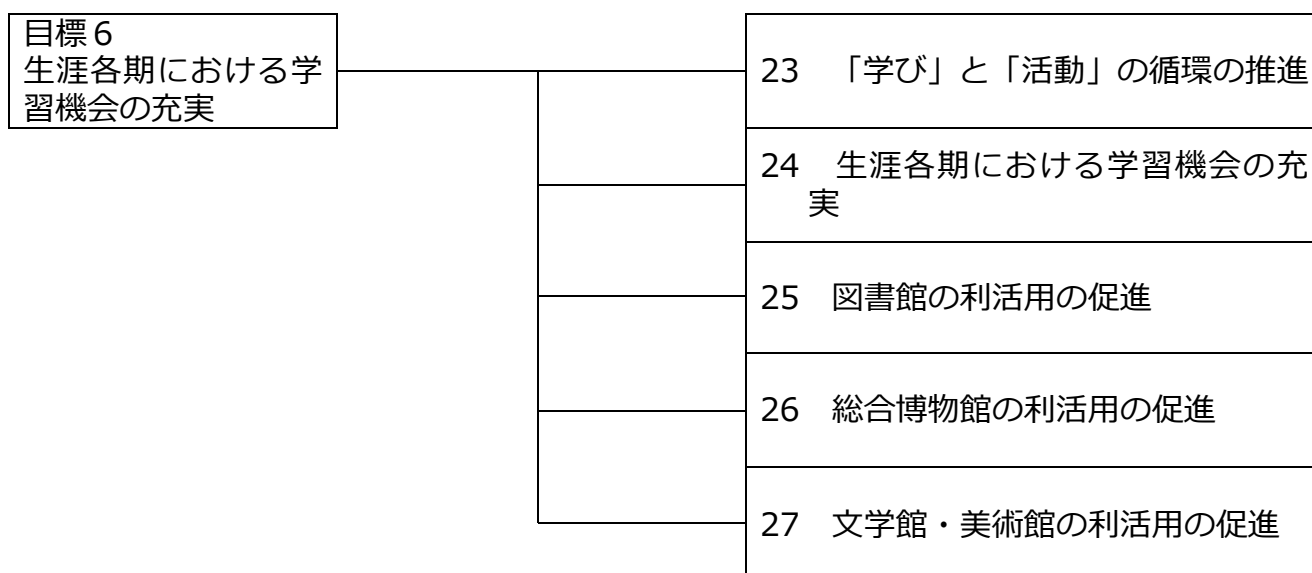 目標６
生涯各期における学
習機会の充実
23　「学び」と「活動」の循環の推進
24　生涯各期における学習機会の充
実
25　図書館の利活用の促進
26　総合博物館の利活用の促進
27　文学館・美術館の利活用の促進